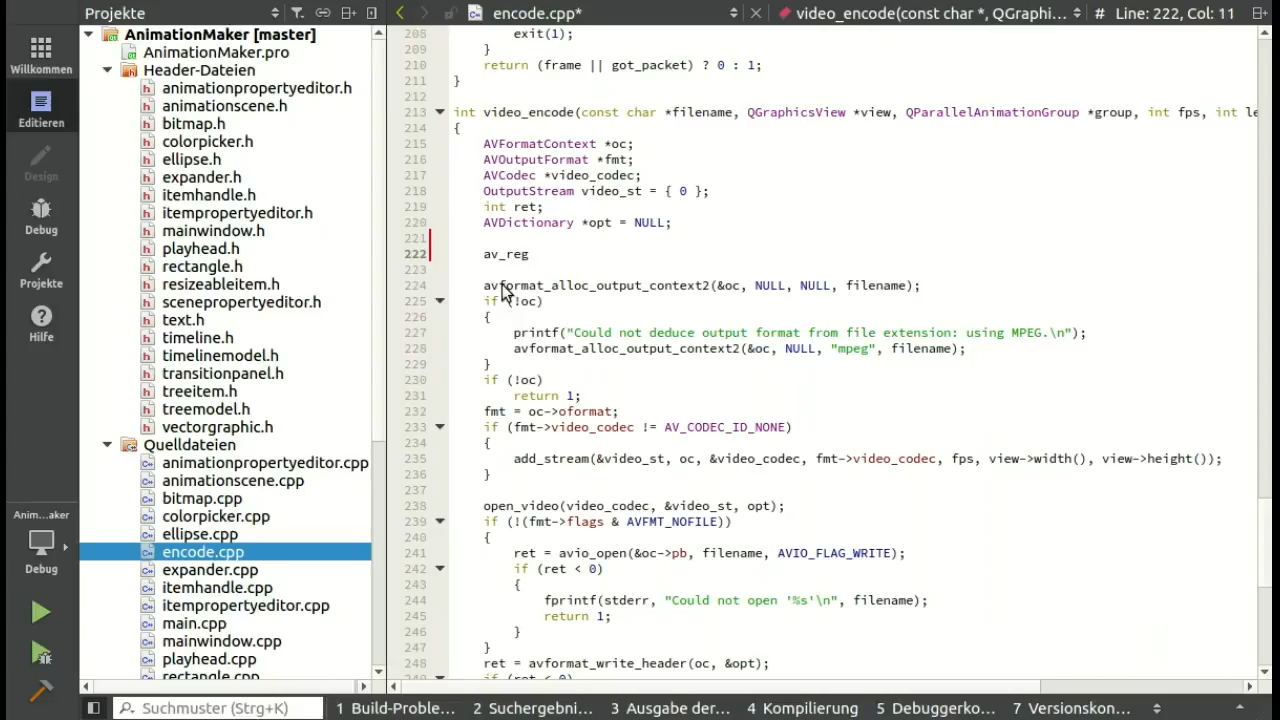 Projekte
encode.cpp*
video_encode(const char *, QGraphi...
# Line: 222, Col: 11
Willkommen
Editieren
Design
Debug
Projekte
Hilfe
Anim...aker
Debug
AnimationMaker [master]
AnimationMaker.pro
Header-Dateien
animationpropertyeditor.h
animationscene.h
bitmap.h
colorpicker.h
ellipse.h
expander.h
itemhandle.h
itempropertyeditor.h
mainwindow.h
playhead.h
rectangle.h
resizeableitem.h
scenepropertyeditor.h
text.h
timeline.h
timelinemodel.h
transitionpanel.h
treeitem.h
treemodel.h
vectorgraphic.h
Quelldateien
animationpropertyeditor.cpp
animationscene.cpp
bitmap.cpp
colorpicker.cpp
ellipse.cpp
encode.cpp
expander.cpp
itemhandle.cpp
itempropertyeditor.cpp
main.cpp
mainwindow.cpp
playhead.cpp
rectangle.cpp
208 exit(1);
209 }
210 return (frame || got_packet) ? 0 : 1;
211 }
212
213 int video_encode(const char *filename, QGraphicsView *view, QParallelAnimationGroup *group, int fps, int le
214 {
215 AVFormatContext *oc;
216 AVOutputFormat *fmt;
217 AVCodec *video_codec;
218 OutputStream video_st = { 0 };
219 int ret;
220 AVDictionary *opt = NULL;
221
222 av_reg
223
224 avformat_alloc_output_context2(&oc, NULL, NULL, filename);
225 if (!oc)
226 {
227 printf("Could not deduce output format from file extension: using MPEG.\n");
228 avformat_alloc_output_context2(&oc, NULL, "mpeg", filename);
229 }
230 if (!oc)
231 return 1;
232 fmt = oc->oformat;
233 if (fmt->video_codec != AV_CODEC_ID_NONE)
234 {
235 add_stream(&video_st, oc, &video_codec, fmt->video_codec, fps, view->width(), view->height());
236 }
237
238 open_video(video_codec, &video_st, opt);
239 if (!(fmt->flags & AVFMT_NOFILE))
240 {
241 ret = avio_open(&oc->pb, filename, AVIO_FLAG_WRITE);
242 if (ret < 0)
243 {
244 fprintf(stderr, "Could not open '%s'\n", filename);
245 return 1;
246 }
247 }
248 ret = avformat_write_header(oc, &opt);
249 if (ret < 0)
Suchmuster (Strg+K)
1 Build-Proble...
2 Suchergebni...
3 Ausgabe der...
4 Kompilierung
5 Debuggerko...
7 Versionskon...